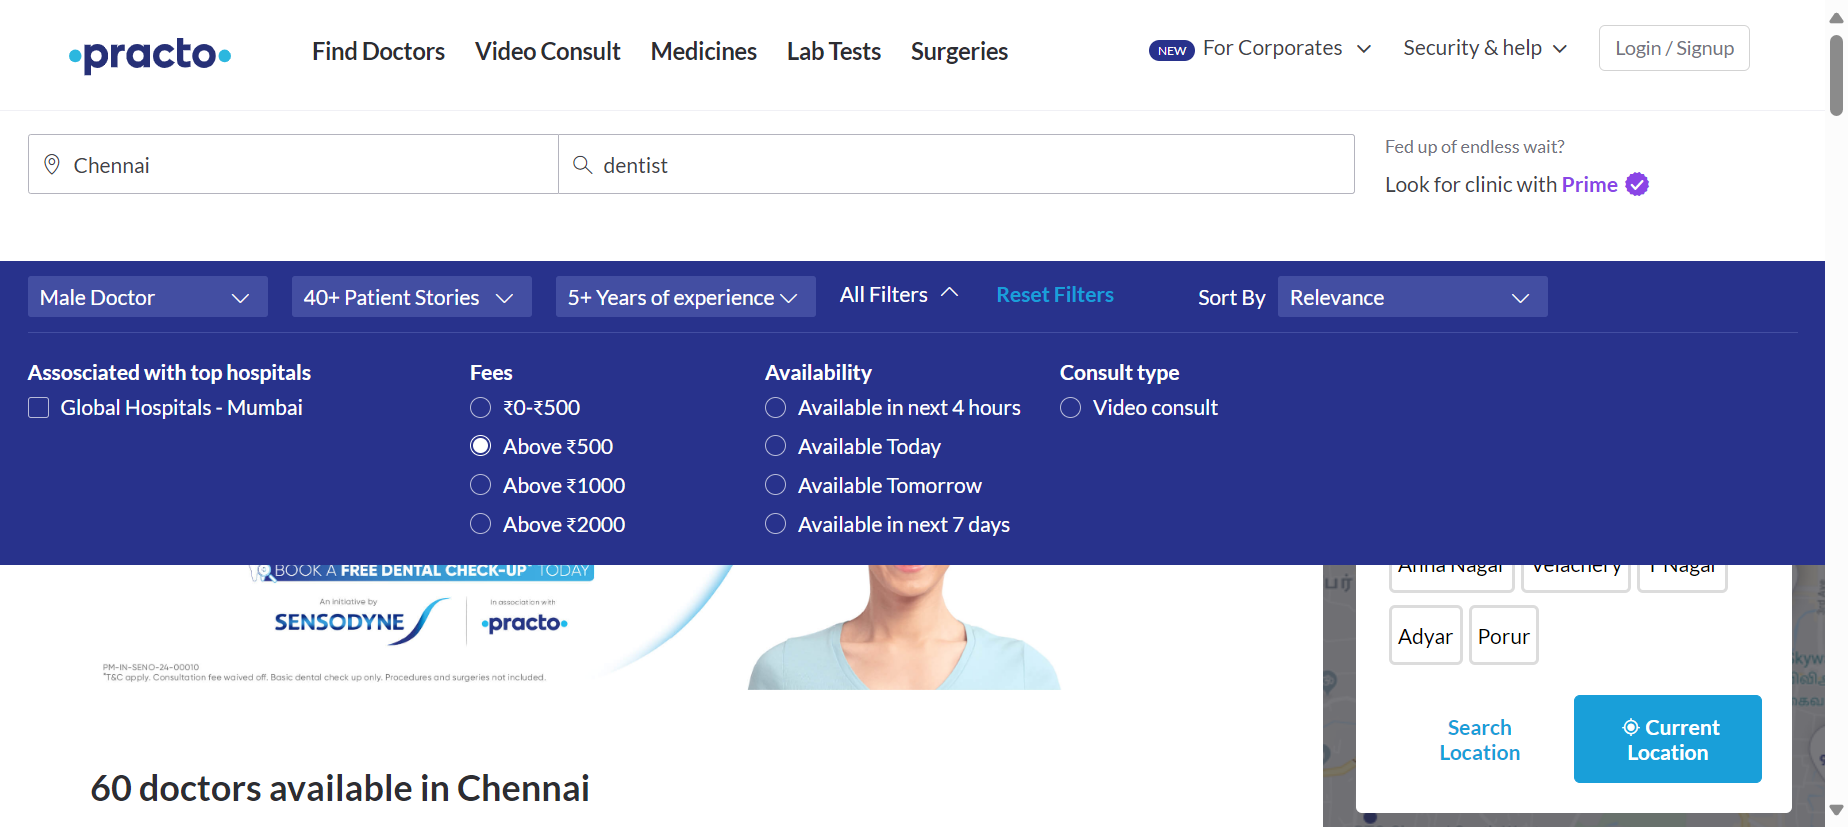 practo
Find Doctors
Video Consult
Medicines
Lab Tests
Surgeries
NEW
For Corporates
Security & help
Login / Signup
Chennai
dentist
Fed up of endless wait?
Look for clinic with Prime
Male Doctor
40+ Patient Stories
5+ Years of experience
All Filters
Reset Filters
Sort By
Relevance
Assosciated with top hospitals
Global Hospitals - Mumbai
Fees
₹0-₹500
Above ₹500
Above ₹1000
Above ₹2000
Availability
Available in next 4 hours
Available Today
Available Tomorrow
Available in next 7 days
Consult type
Video consult
BOOK A FREE DENTAL CHECK-UP* TODAY
An initiative by
SENSODYNE
In association with
practo
PM-IN-SENO-24-00010
*T&C apply. Consultation fee waived off. Basic dental check up only. Procedures and surgeries not included.
60 doctors available in Chennai
Anna Nagar
Velachery
T Nagar
Adyar
Porur
Search
Location
Current
Location